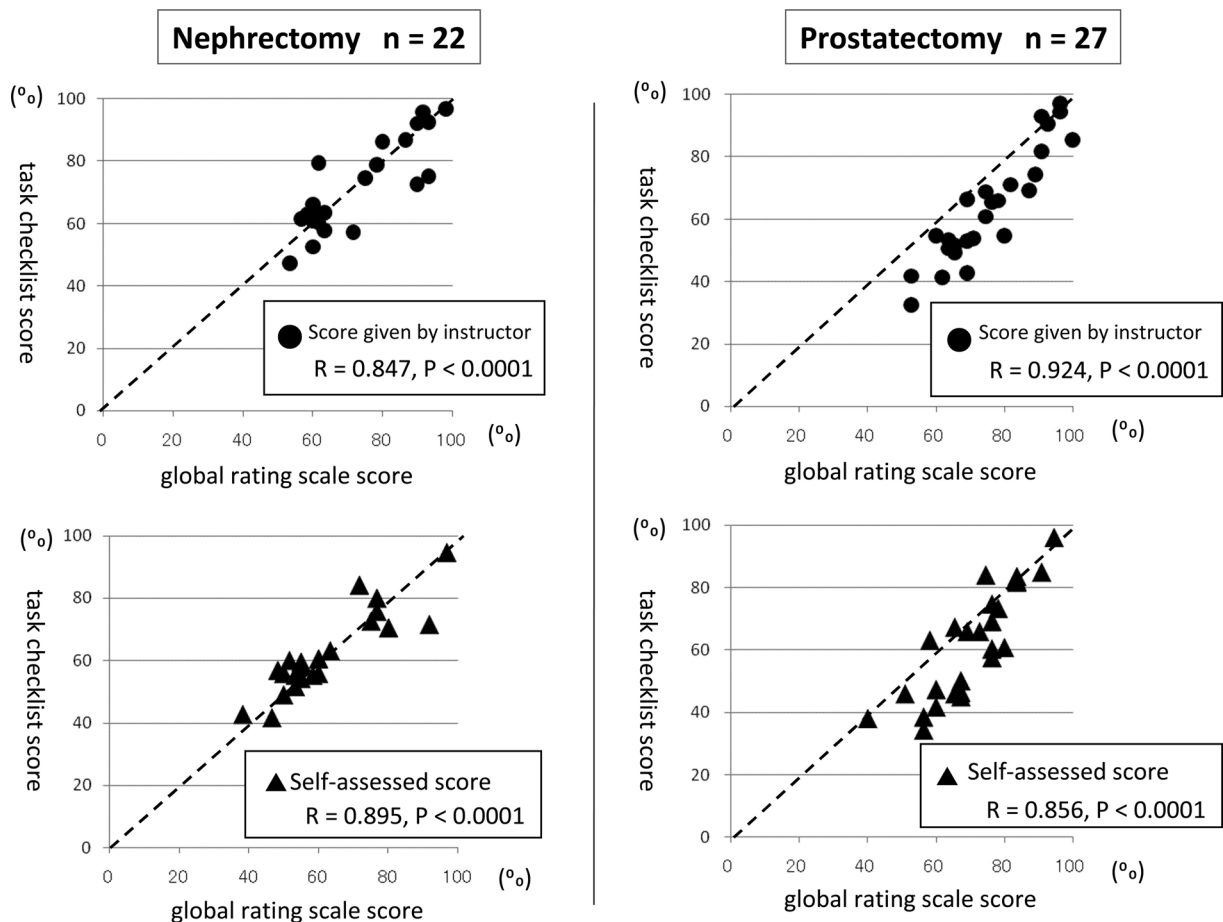 Nephrectomy n = 22
(%)
100
80
60
40
20
0
task checklist score
Score given by instructor
R = 0.847, P < 0.0001
0 20 40 60 80 100
(%)
global rating scale score
(%)
100
80
60
40
20
0
task checklist score
Self-assessed score
R = 0.895, P < 0.0001
0 20 40 60 80 100
(%)
global rating scale score
Prostatectomy n = 27
(%)
100
80
60
40
20
0
task checklist score
Score given by instructor
R = 0.924, P < 0.0001
0 20 40 60 80 100
(%)
global rating scale score
(%)
100
80
60
40
20
0
task checklist score
Self-assessed score
R = 0.856, P < 0.0001
0 20 40 60 80 100
(%)
global rating scale score